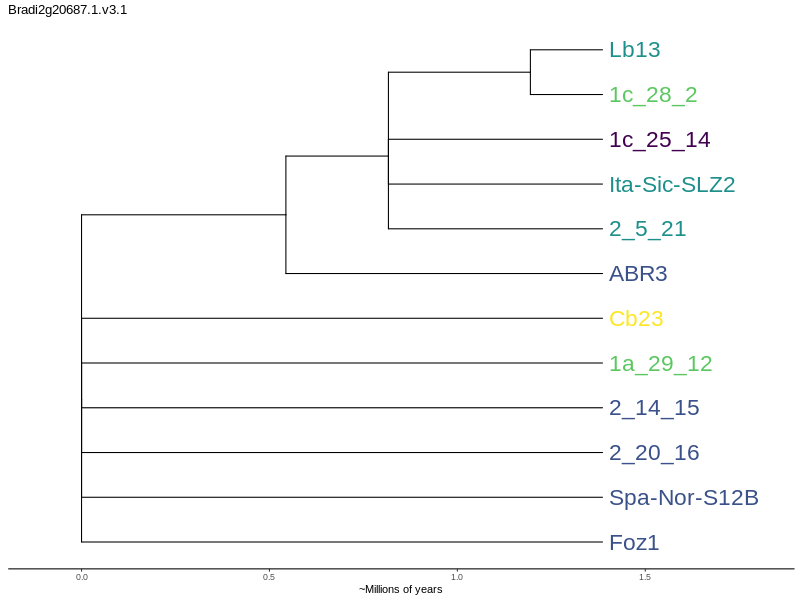 Bradi2g20687.1.v3.1
Lb13
1c_28_2
1c_25_14
Ita-Sic-SLZ2
2_5_21
ABR3
Cb23
1a_29_12
2_14_15
2_20_16
Spa-Nor-S12B
Foz1
0.0 0.5 1.0 1.5
~Millions of years